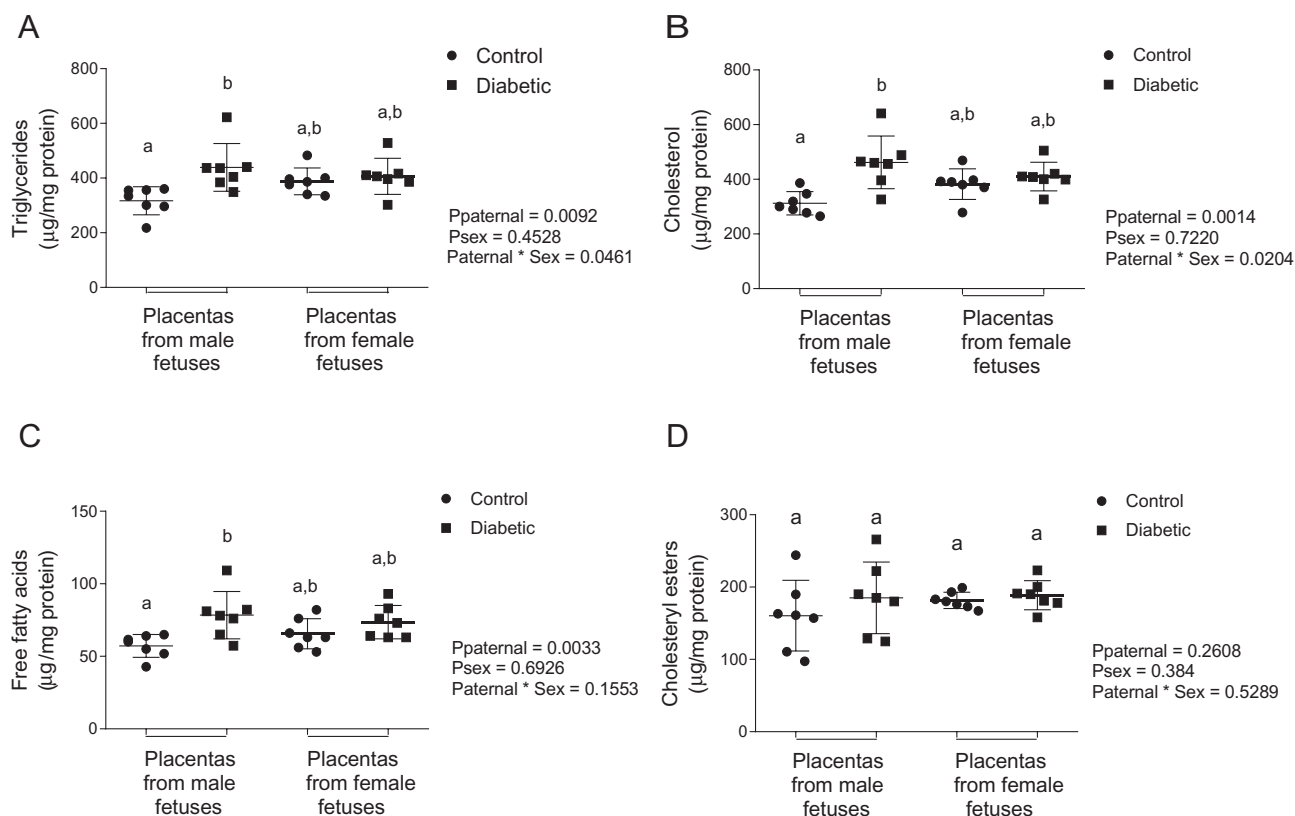 A
Control
Diabetic
800
600
400
200
0
Triglycerides
(µg/mg protein)
a
b
a,b
a,b
Ppaternal = 0.0092
Psex = 0.4528
Paternal * Sex = 0.0461
Placentas
from male
fetuses
Placentas
from female
fetuses
B
Control
Diabetic
800
600
400
200
0
Cholesterol
(µg/mg protein)
a
b
a,b
a,b
Ppaternal = 0.0014
Psex = 0.7220
Paternal * Sex = 0.0204
Placentas
from male
fetuses
Placentas
from female
fetuses
C
Control
Diabetic
150
100
50
0
Free fatty acids
(µg/mg protein)
a
b
a,b
a,b
Ppaternal = 0.0033
Psex = 0.6926
Paternal * Sex = 0.1553
Placentas
from male
fetuses
Placentas
from female
fetuses
D
Control
Diabetic
300
200
100
0
Cholesteryl esters
(µg/mg protein)
a
a
a
a
Ppaternal = 0.2608
Psex = 0.384
Paternal * Sex = 0.5289
Placentas
from male
fetuses
Placentas
from female
fetuses